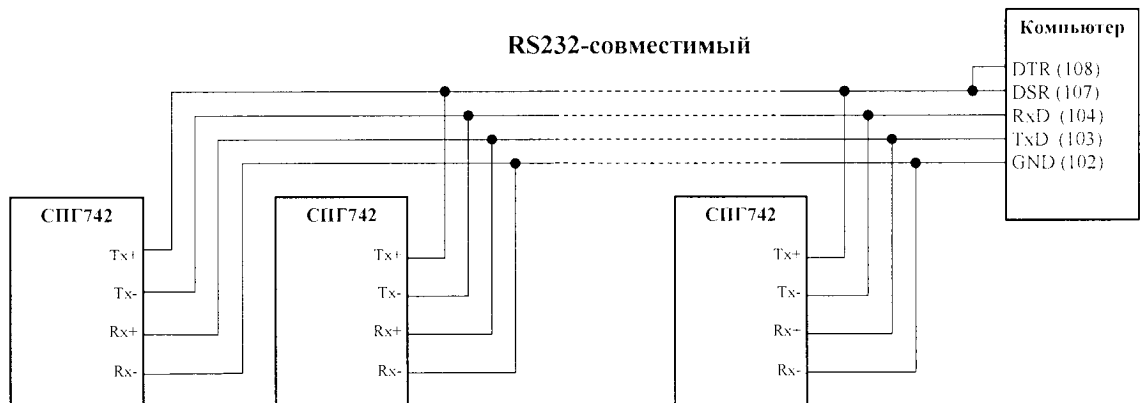 RS232-совместимый
Компьютер
DTR (108)
DSR (107)
RxD (104)
TxD (103)
GND (102)
СПГ742
Tx+
Tx-
Rx+
Rx-
СПГ742
Tx+
Tx-
Rx+
Rx-
СПГ742
Tx+
Tx-
Rx+
Rx-